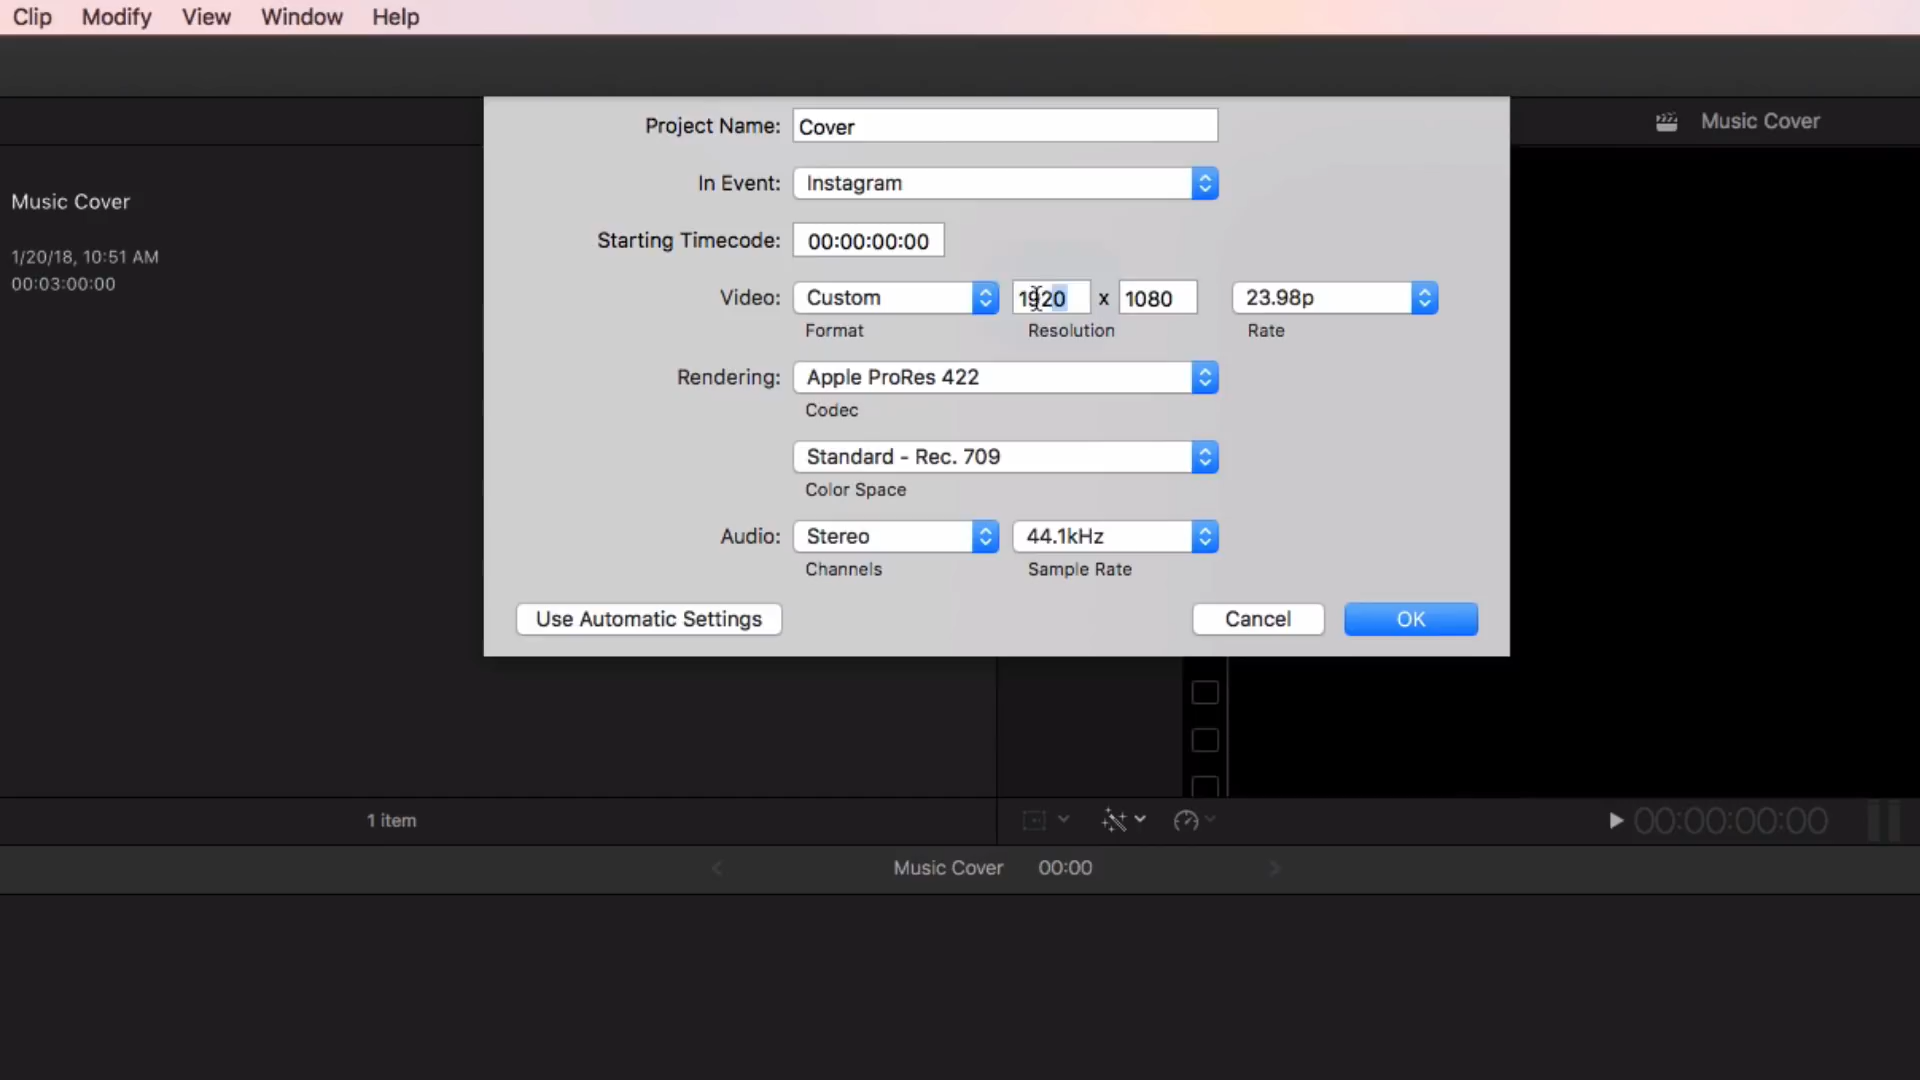 Clip Modify View Window Help
Project Name: Cover
Music Cover
In Event: Instagram
Music Cover
Starting Timecode: 00:00:00:00
1/20/18, 10:51 AM
00:03:00:00
Video: Custom 1920 x 1080 23.98p
Format Resolution Rate
Rendering: Apple ProRes 422
Codec
Standard - Rec. 709
Color Space
Audio: Stereo 44.1kHz
Channels Sample Rate
Use Automatic Settings Cancel OK
1 item
00:00:00:00
Music Cover 00:00